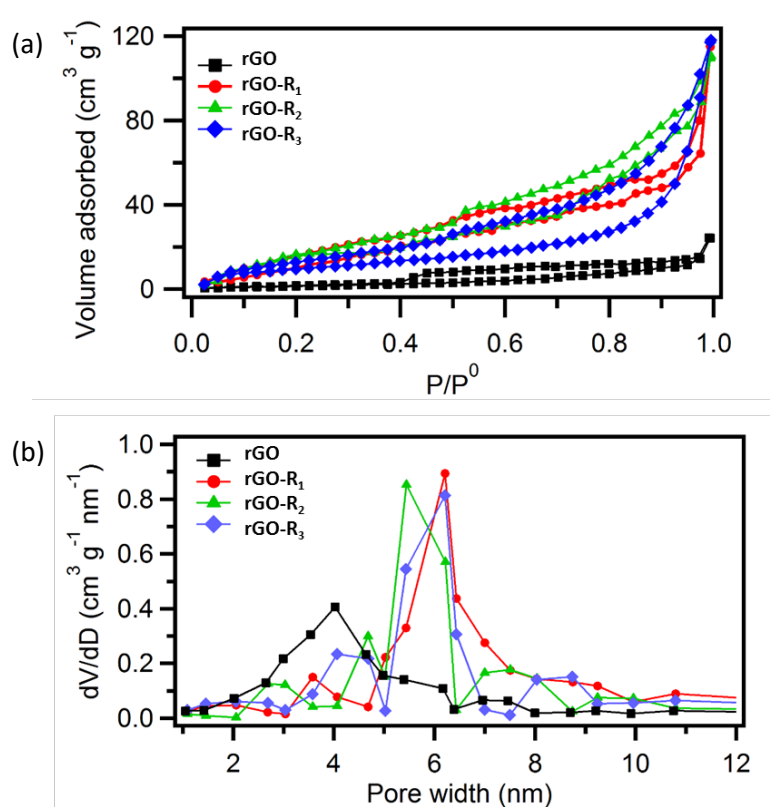 (a)
120
80
40
0
Volume adsorbed (cm³ g⁻¹)
rGO
rGO-R₁
rGO-R₂
rGO-R₃
0.0 0.2 0.4 0.6 0.8 1.0
P/P⁰
(b)
1.0
0.8
0.6
0.4
0.2
0.0
dV/dD (cm³ g⁻¹ nm⁻¹)
rGO
rGO-R₁
rGO-R₂
rGO-R₃
2 4 6 8 10 12
Pore width (nm)